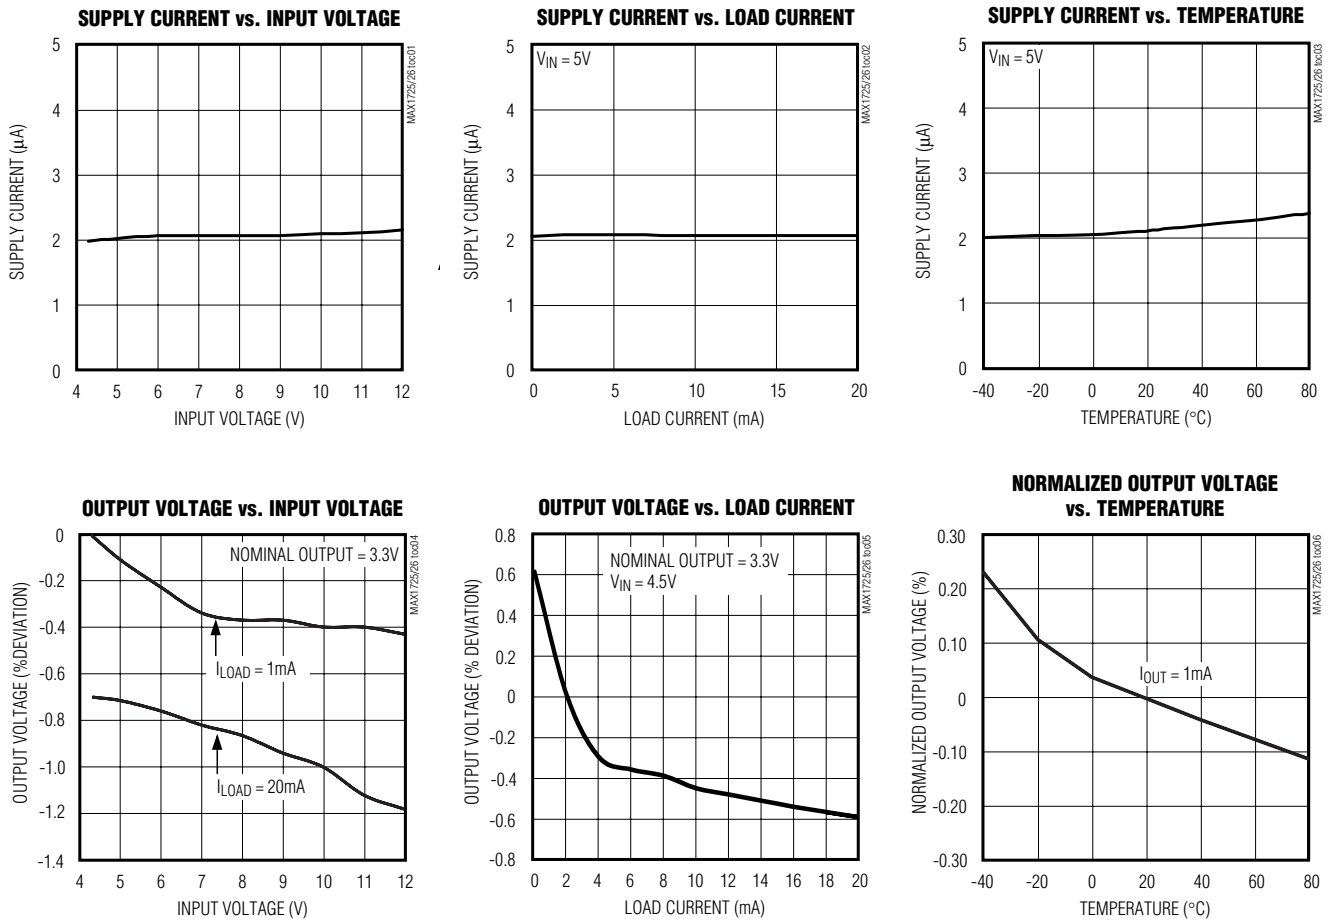 SUPPLY CURRENT vs. INPUT VOLTAGE
5
4
3
2
1
0
SUPPLY CURRENT (µA)
4 5 6 7 8 9 10 11 12
INPUT VOLTAGE (V)
MAX1725/26 toc01
SUPPLY CURRENT vs. LOAD CURRENT
VIN = 5V
5
4
3
2
1
0
SUPPLY CURRENT (µA)
0 5 10 15 20
LOAD CURRENT (mA)
MAX1725/26 toc02
SUPPLY CURRENT vs. TEMPERATURE
VIN = 5V
5
4
3
2
1
0
SUPPLY CURRENT (µA)
-40 -20 0 20 40 60 80
TEMPERATURE (°C)
MAX1725/26 toc03
OUTPUT VOLTAGE vs. INPUT VOLTAGE
NOMINAL OUTPUT = 3.3V
0
-0.2
-0.4
-0.6
-0.8
-1.0
-1.2
-1.4
OUTPUT VOLTAGE (%DEVIATION)
ILOAD = 1mA
ILOAD = 20mA
4 5 6 7 8 9 10 11 12
INPUT VOLTAGE (V)
MAX1725/26 toc04
OUTPUT VOLTAGE vs. LOAD CURRENT
NOMINAL OUTPUT = 3.3V
VIN = 4.5V
0.8
0.6
0.4
0.2
0
-0.2
-0.4
-0.6
-0.8
OUTPUT VOLTAGE (% DEVIATION)
0 2 4 6 8 10 12 14 16 18 20
LOAD CURRENT (mA)
MAX1725/26 toc05
NORMALIZED OUTPUT VOLTAGE
vs. TEMPERATURE
0.30
0.20
0.10
0
-0.10
-0.20
-0.30
NORMALIZED OUTPUT VOLTAGE (%)
IOUT = 1mA
-40 -20 0 20 40 60 80
TEMPERATURE (°C)
MAX1725/26 toc06